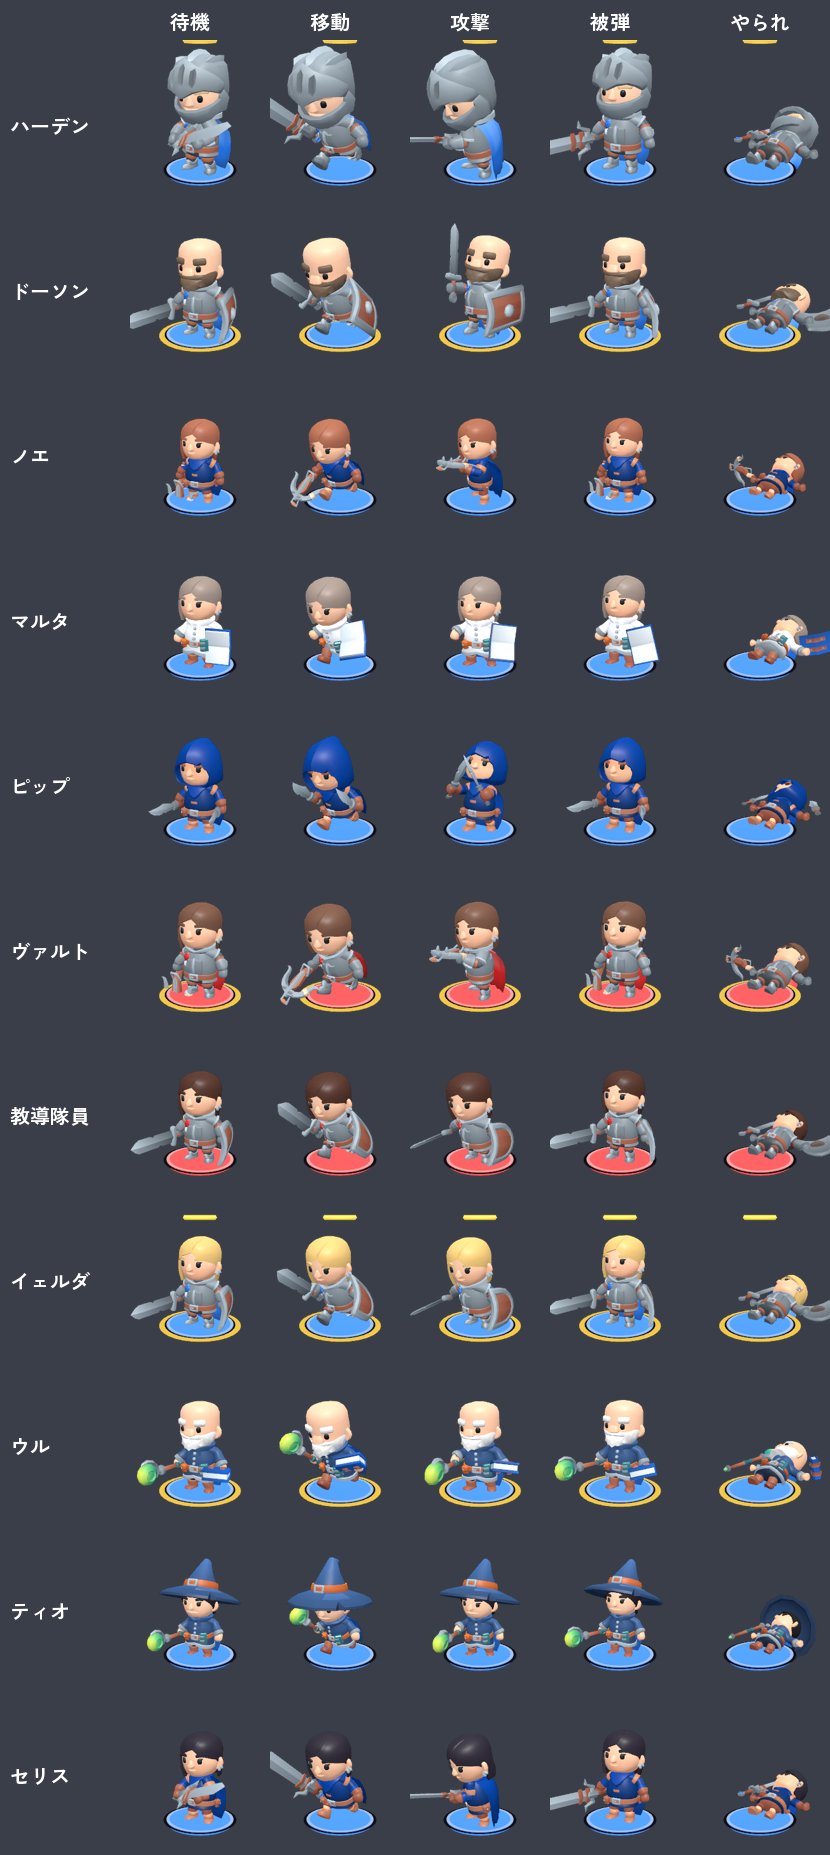 待機 移動 攻撃 被弾 やられ
ハーデン
ドーソン
ノエ
マルタ
ピップ
ヴァルト
教導隊員
イェルダ
ウル
ティオ
セリス